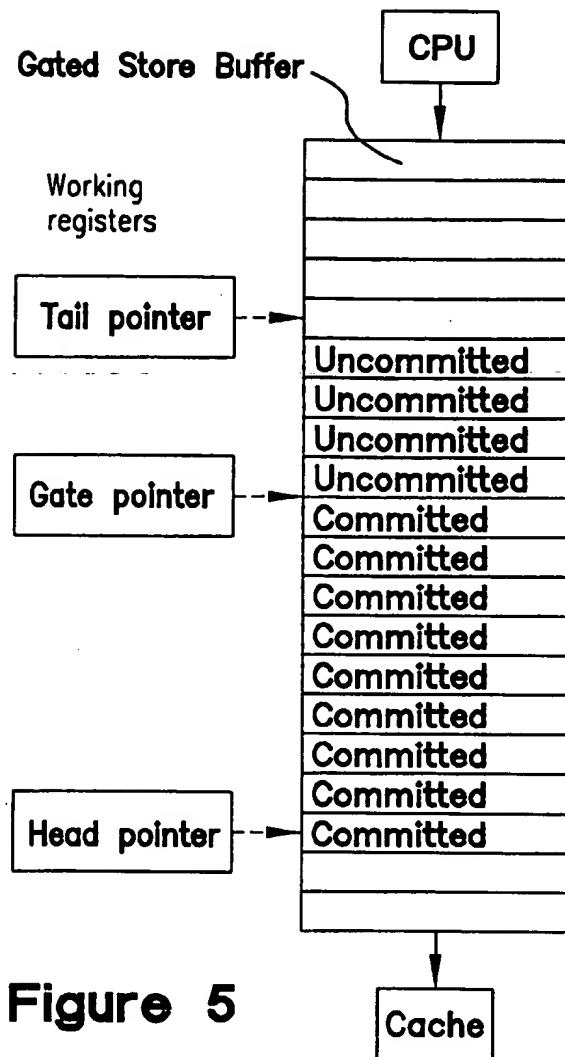 CPU
Gated Store Buffer
Working
registers
Tail pointer
Uncommitted
Uncommitted
Uncommitted
Uncommitted
Gate pointer
Committed
Committed
Committed
Committed
Committed
Committed
Committed
Committed
Head pointer
Committed
Figure 5
Cache